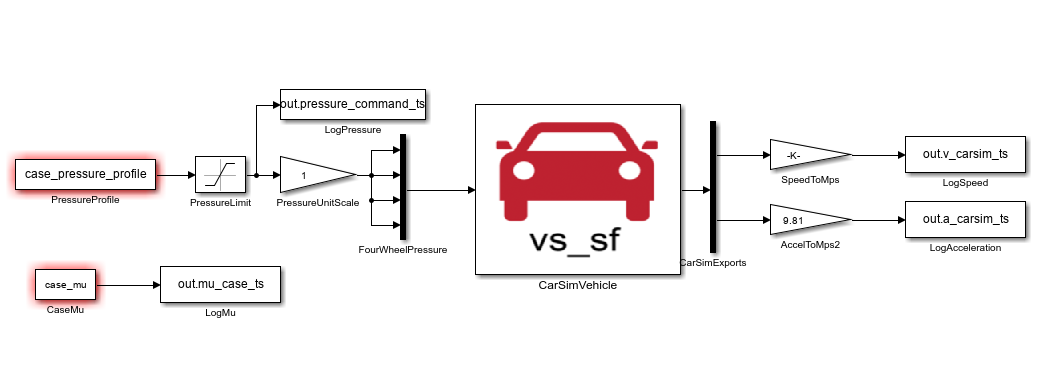 out.pressure_command_ts
LogPressure
case_pressure_profile
PressureProfile
PressureLimit
1
PressureUnitScale
FourWheelPressure
vs_sf
CarSimVehicle
CarSimExports
-K-
SpeedToMps
out.v_carsim_ts
LogSpeed
9.81
AccelToMps2
out.a_carsim_ts
LogAcceleration
case_mu
CaseMu
out.mu_case_ts
LogMu